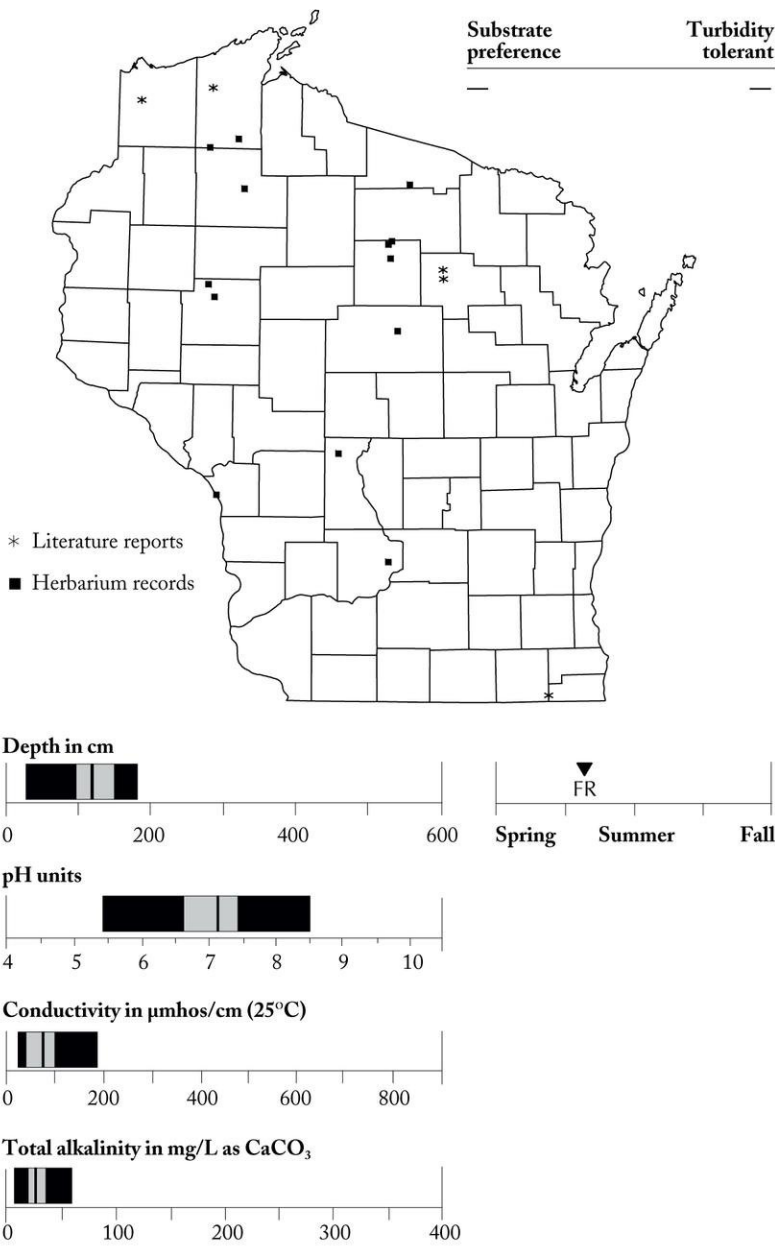 Substrate preference
Turbidity tolerant
—
—
* Literature reports
■ Herbarium records
Depth in cm
0 200 400 600
FR
Spring Summer Fall
pH units
4 5 6 7 8 9 10
Conductivity in µmhos/cm (25°C)
0 200 400 600 800
Total alkalinity in mg/L as CaCO₃
0 100 200 300 400